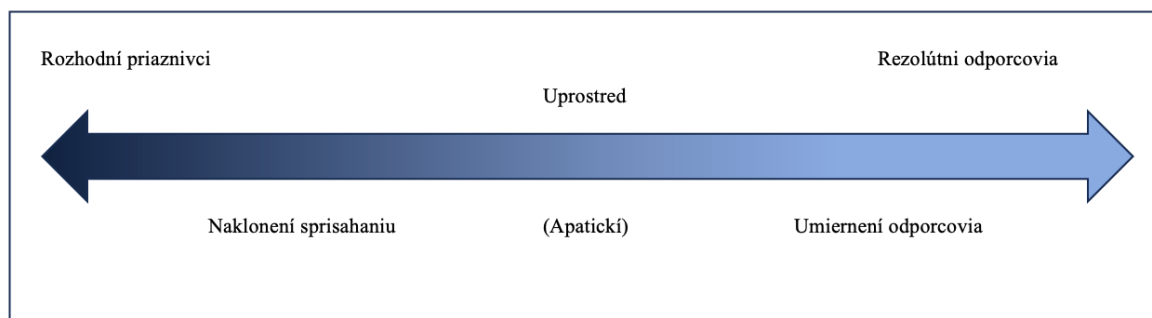 Rozhodní priaznivci
Rezolútni odporcovia
Uprostred
Naklonení sprisahaniu
(Apatickí)
Umiernení odporcovia